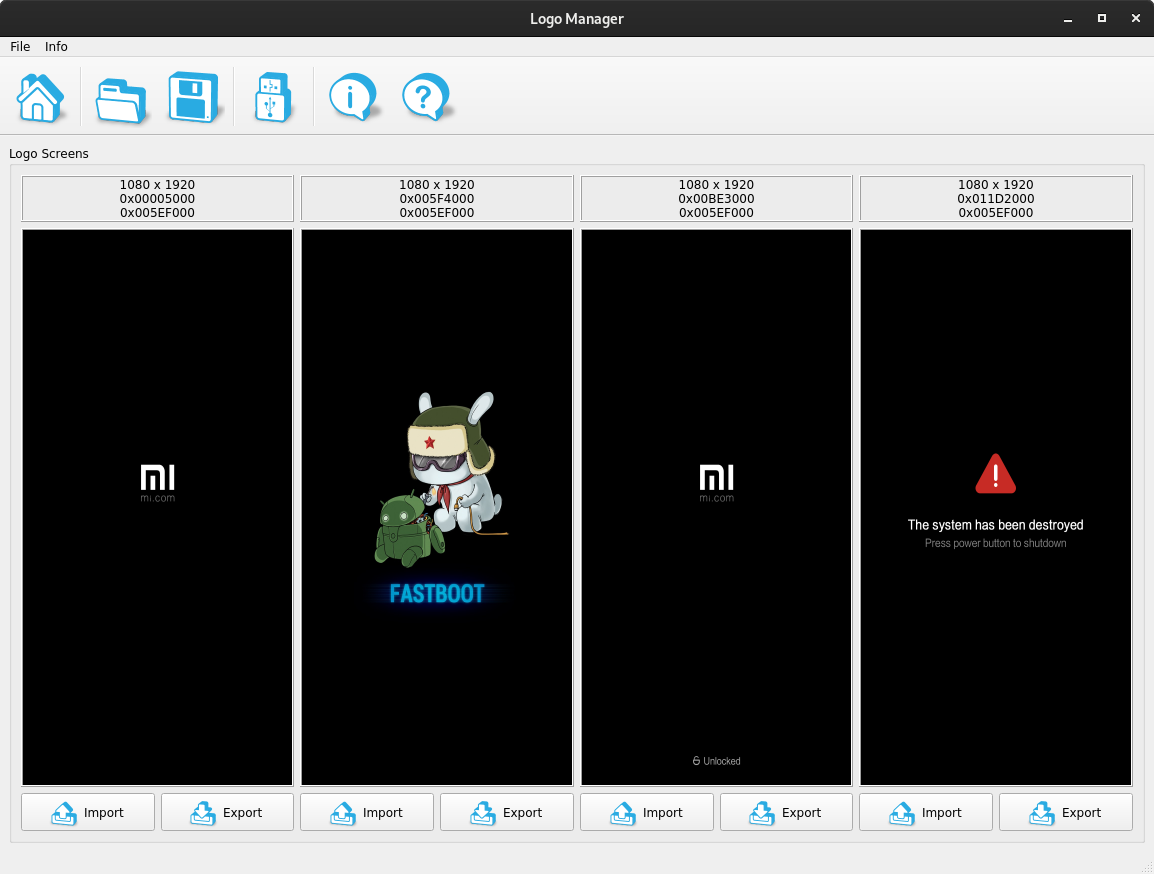 Logo Manager
File Info
Logo Screens
1080 x 1920
0x00005000
0x005EF000
1080 x 1920
0x005F4000
0x005EF000
1080 x 1920
0x00BE3000
0x005EF000
1080 x 1920
0x011D2000
0x005EF000
mi
mi.com
FASTBOOT
mi
mi.com
Unlocked
The system has been destroyed
Press power button to shutdown
Import Export Import Export Import Export Import Export